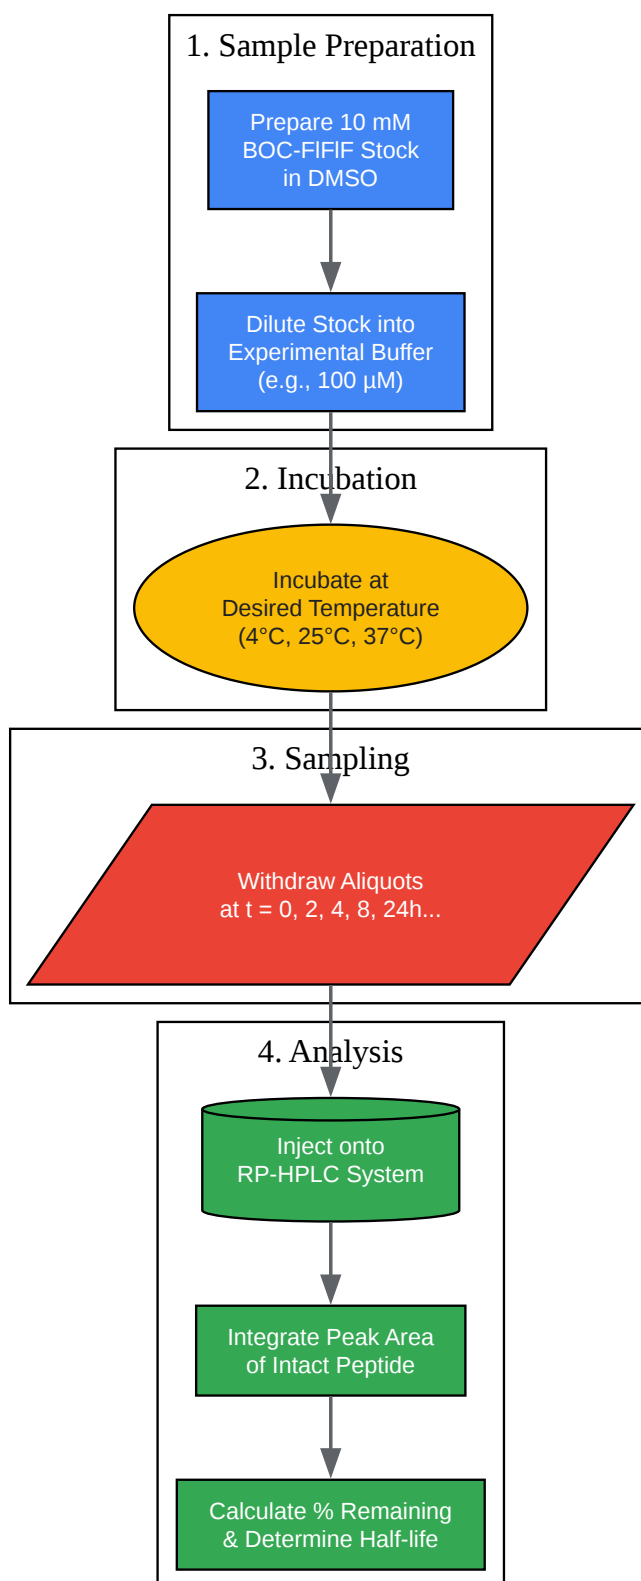 1. Sample Preparation
Prepare 10 mM
BOC-FlFlF Stock
in DMSO
Dilute Stock into
Experimental Buffer
(e.g., 100 µM)
2. Incubation
Incubate at
Desired Temperature
(4°C, 25°C, 37°C)
3. Sampling
Withdraw Aliquots
at t = 0, 2, 4, 8, 24h...
4. Analysis
Inject onto
RP-HPLC System
Integrate Peak Area
of Intact Peptide
Calculate % Remaining
& Determine Half-life